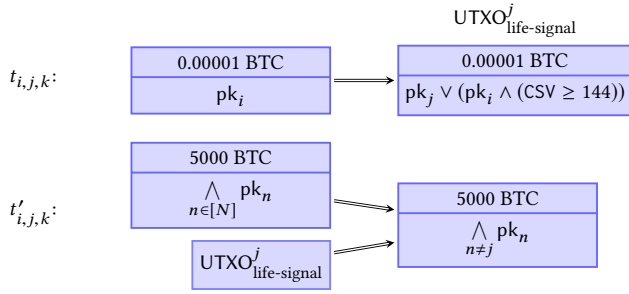 UTXO^j_life-signal
t_{i,j,k}:
0.00001 BTC
pk_i
0.00001 BTC
pk_j ∨ (pk_i ∧ (CSV ≥ 144))
t′_{i,j,k}:
5000 BTC
⋀_{n∈[N]} pk_n
UTXO^j_life-signal
5000 BTC
⋀_{n≠j} pk_n